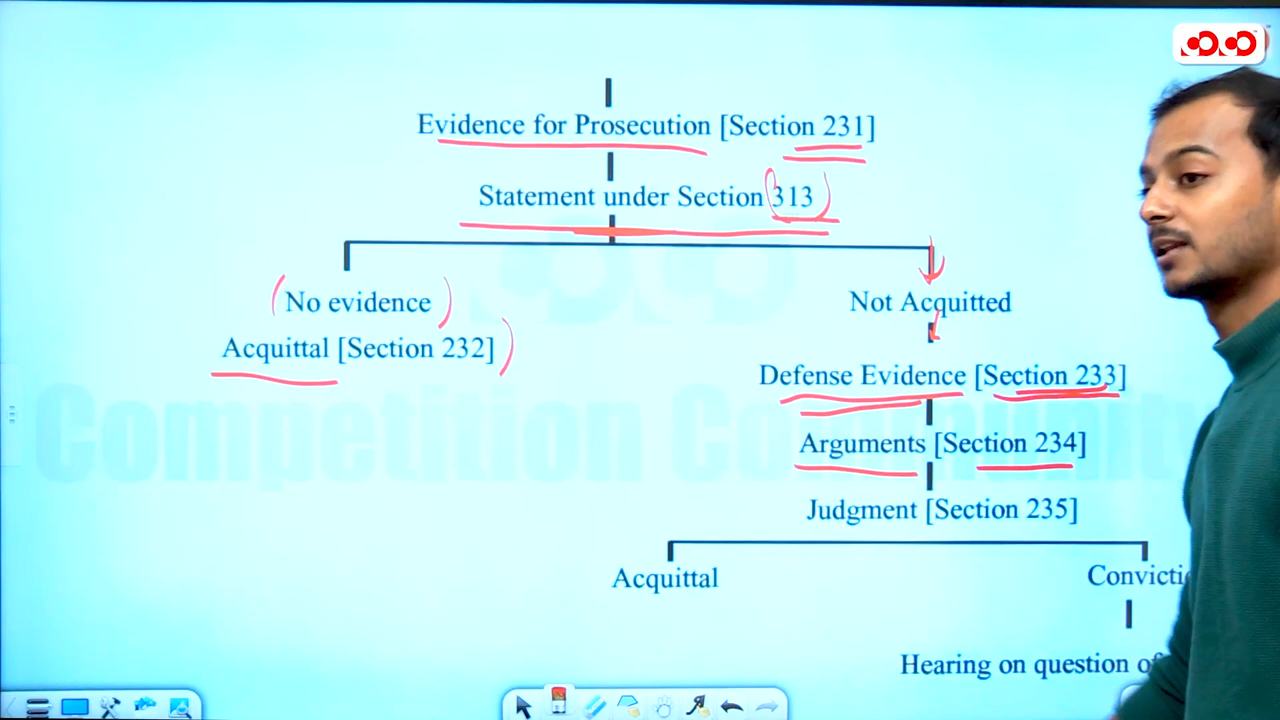 Evidence for Prosecution [Section 231]
Statement under Section 313
No evidence
Not Acquitted
Acquittal [Section 232]
Defense Evidence [Section 233]
Arguments [Section 234]
Judgment [Section 235]
Acquittal
Hearing on question
Competition